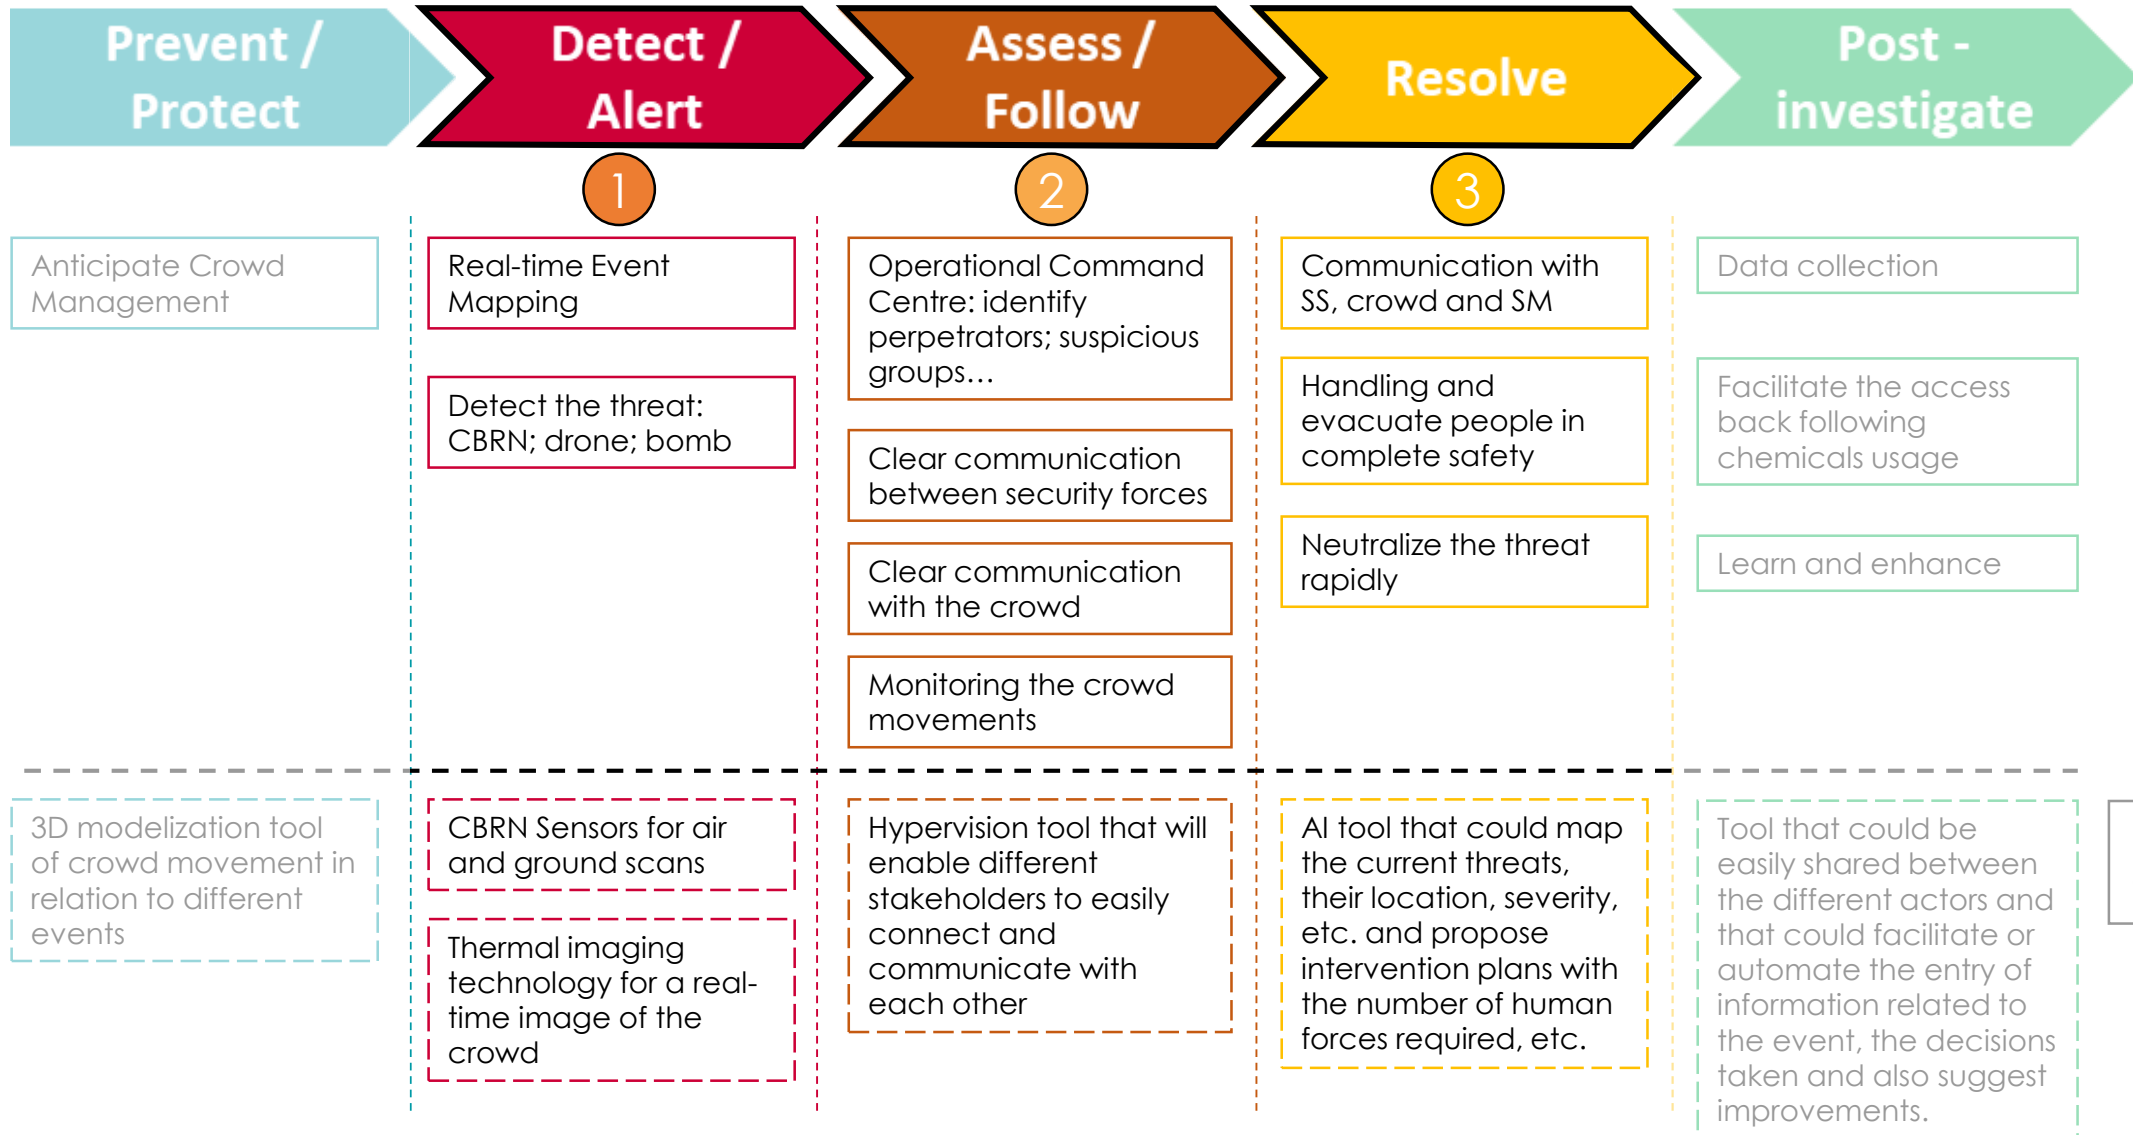 Prevent /
Protect
Detect /
Alert
Assess /
Follow
Resolve
Post -
investigate
1
2
3
Anticipate Crowd
Management
Real-time Event
Mapping
Detect the threat:
CBRN; drone; bomb
Operational Command
Centre: identify
perpetrators; suspicious
groups…
Clear communication
between security forces
Clear communication
with the crowd
Monitoring the crowd
movements
Communication with
SS, crowd and SM
Handling and
evacuate people in
complete safety
Neutralize the threat
rapidly
Data collection
Facilitate the access
back following
chemicals usage
Learn and enhance
3D modelization tool
of crowd movement in
relation to different
events
CBRN Sensors for air
and ground scans
Thermal imaging
technology for a real-
time image of the
crowd
Hypervision tool that will
enable different
stakeholders to easily
connect and
communicate with
each other
AI tool that could map
the current threats,
their location, severity,
etc. and propose
intervention plans with
the number of human
forces required, etc.
Tool that could be
easily shared between
the different actors and
that could facilitate or
automate the entry of
information related to
the event, the decisions
taken and also suggest
improvements.